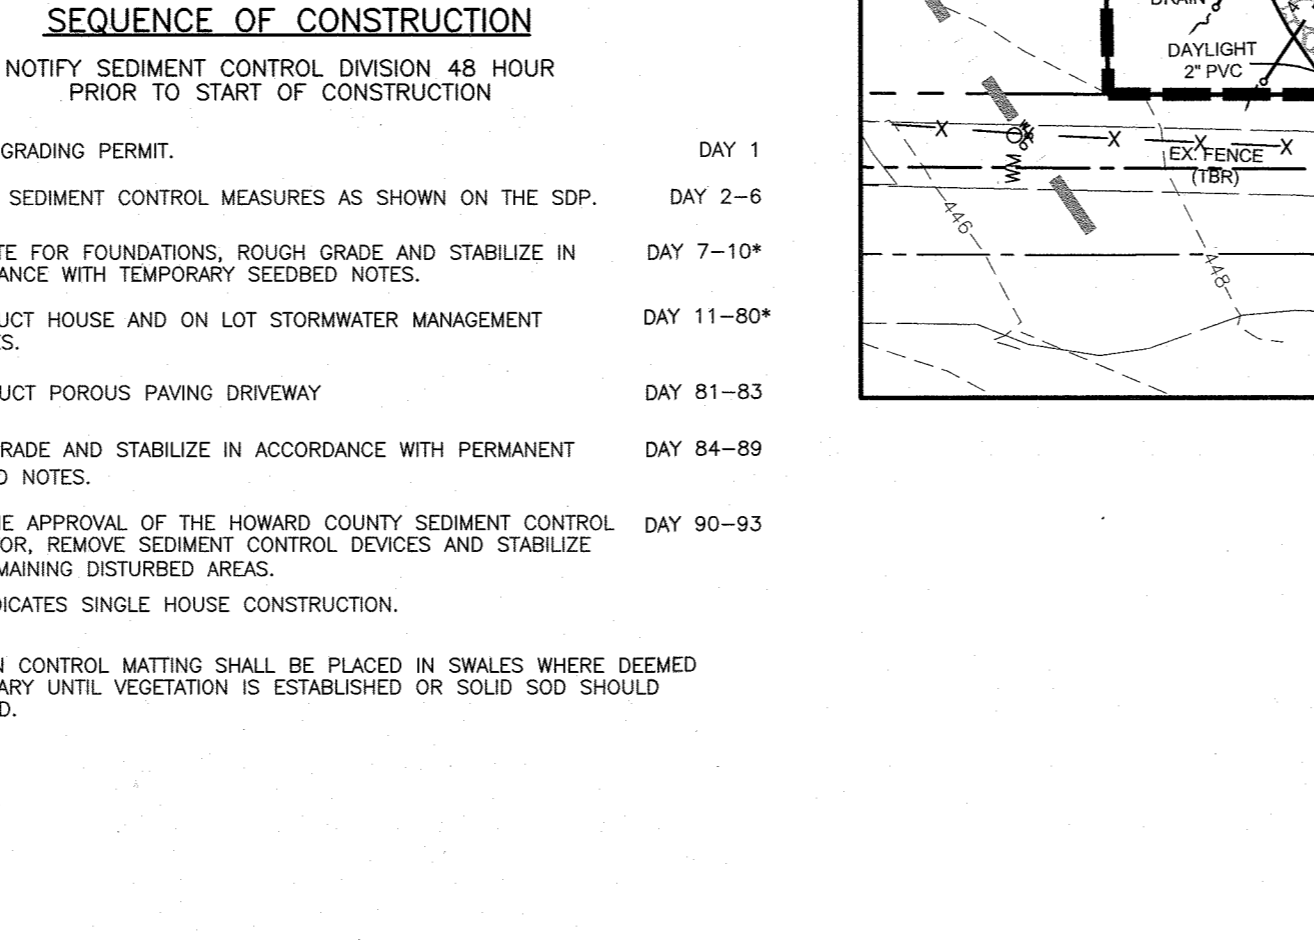 SEQUENCE OF CONSTRUCTION
NOTIFY SEDIMENT CONTROL DIVISION 48 HOUR
PRIOR TO START OF CONSTRUCTION
GRADING PERMIT. DAY 1
SEDIMENT CONTROL MEASURES AS SHOWN ON THE SDP. DAY 2-6
TE FOR FOUNDATIONS, ROUGH GRADE AND STABILIZE IN DAY 7-10*
ANCE WITH TEMPORARY SEEDBED NOTES.
UCT HOUSE AND ON LOT STORMWATER MANAGEMENT DAY 11-80*
ES.
UCT POROUS PAVING DRIVEWAY DAY 81-83
RADE AND STABILIZE IN ACCORDANCE WITH PERMANENT DAY 84-89
D NOTES.
HE APPROVAL OF THE HOWARD COUNTY SEDIMENT CONTROL DAY 90-93
OR, REMOVE SEDIMENT CONTROL DEVICES AND STABILIZE
MAINING DISTURBED AREAS.
DICATES SINGLE HOUSE CONSTRUCTION.
N CONTROL MATTING SHALL BE PLACED IN SWALES WHERE DEEMED
ARY UNTIL VEGETATION IS ESTABLISHED OR SOLID SOD SHOULD
D.
DRAIN
DAYLIGHT
2" PVC
X X X X
EX. FENCE
(TBR)
WM
446
448